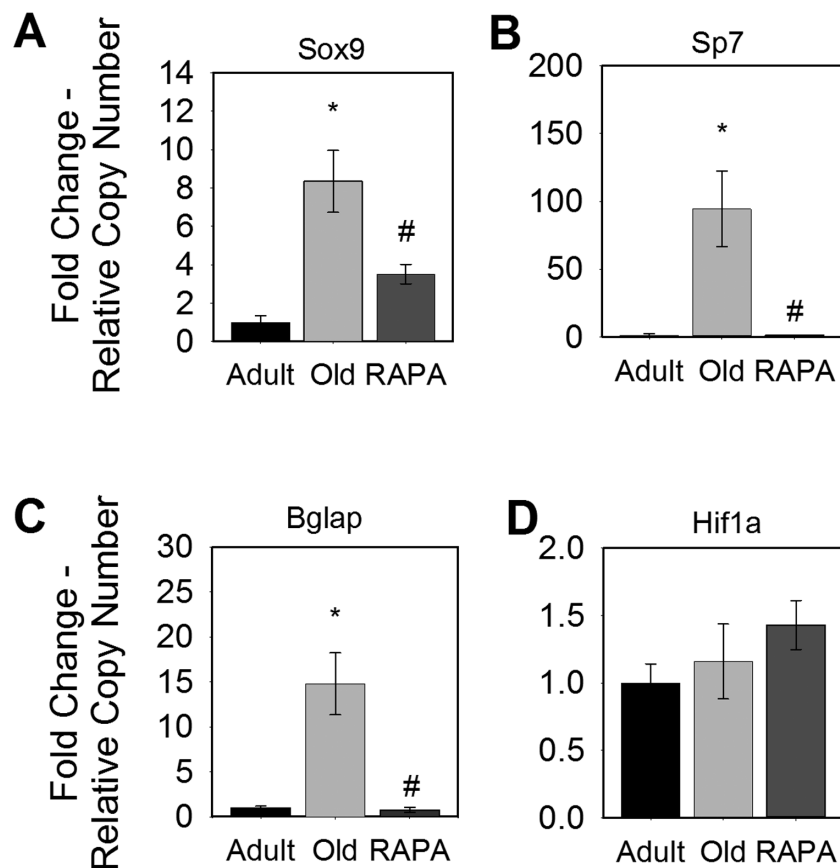 A
Sox9
Fold Change -
Relative Copy Number
14
12
10
8
6
4
2
0
*
#
Adult Old RAPA
B
Sp7
200
150
100
50
0
*
#
Adult Old RAPA
C
Bglap
Fold Change -
Relative Copy Number
30
25
20
15
10
5
0
*
#
Adult Old RAPA
D
Hif1a
2.0
1.5
1.0
0.5
0.0
Adult Old RAPA